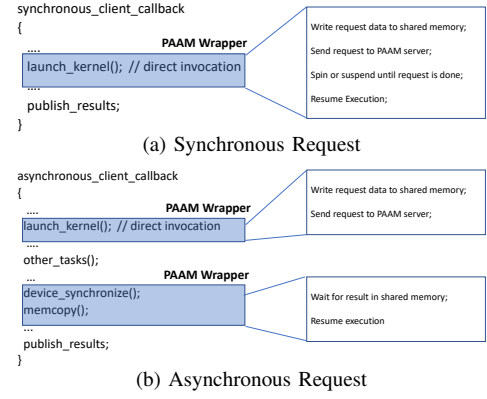 synchronous_client_callback
{
....
PAAM Wrapper
launch_kernel(); // direct invocation
....
publish_results;
}
Write request data to shared memory;
Send request to PAAM server;
Spin or suspend until request is done;
Resume Execution;
(a) Synchronous Request
asynchronous_client_callback
{
....
PAAM Wrapper
launch_kernel(); // direct invocation
....
other_tasks();
...
PAAM Wrapper
device_synchronize();
memcopy();
...
publish_results;
}
Write request data to shared memory;
Send request to PAAM server;
Wait for result in shared memory;
Resume execution
(b) Asynchronous Request